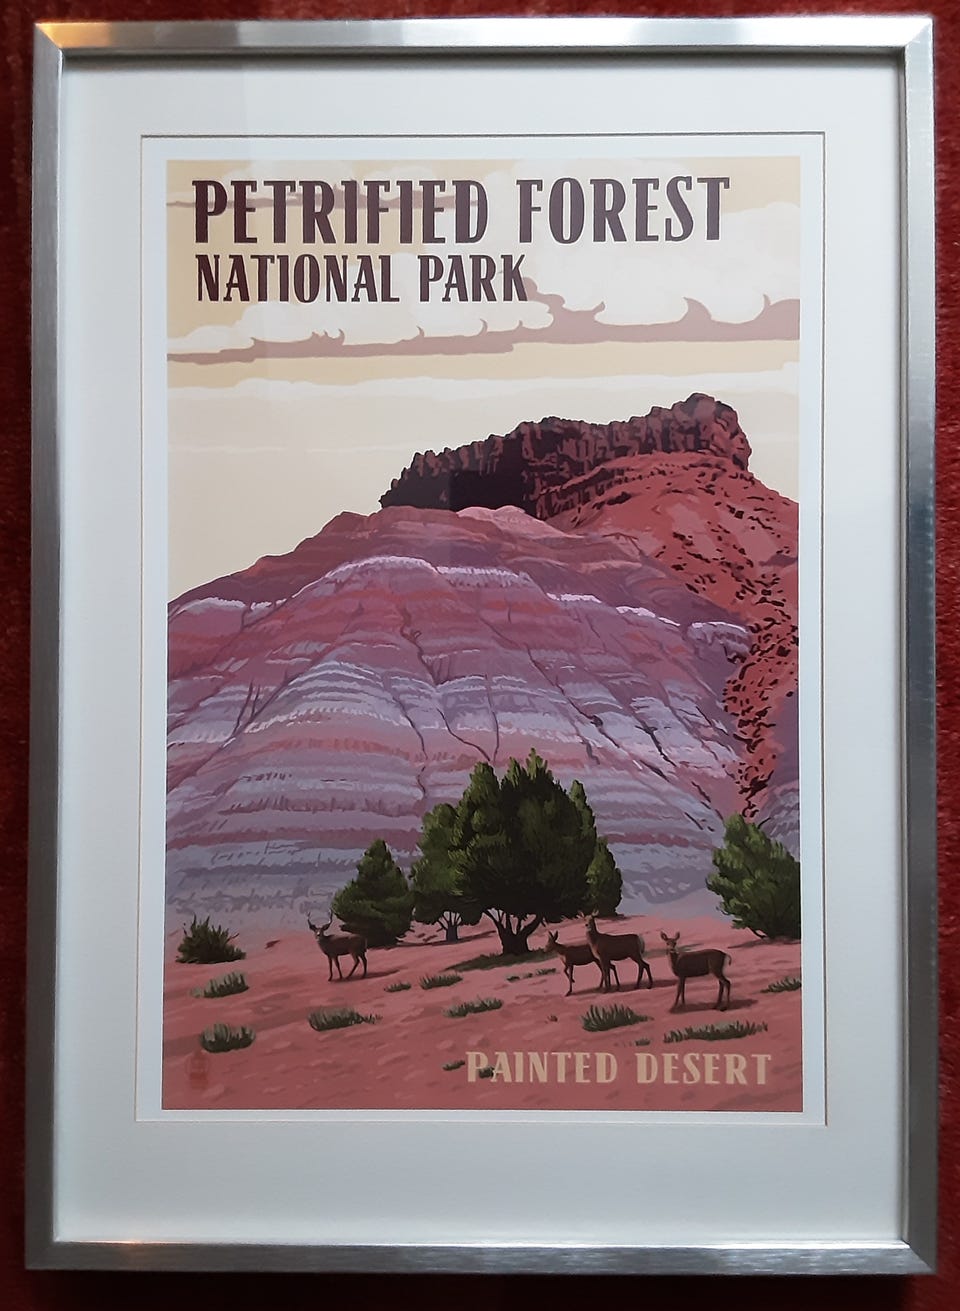 PETRIFIED FOREST
NATIONAL PARK
PAINTED DESERT